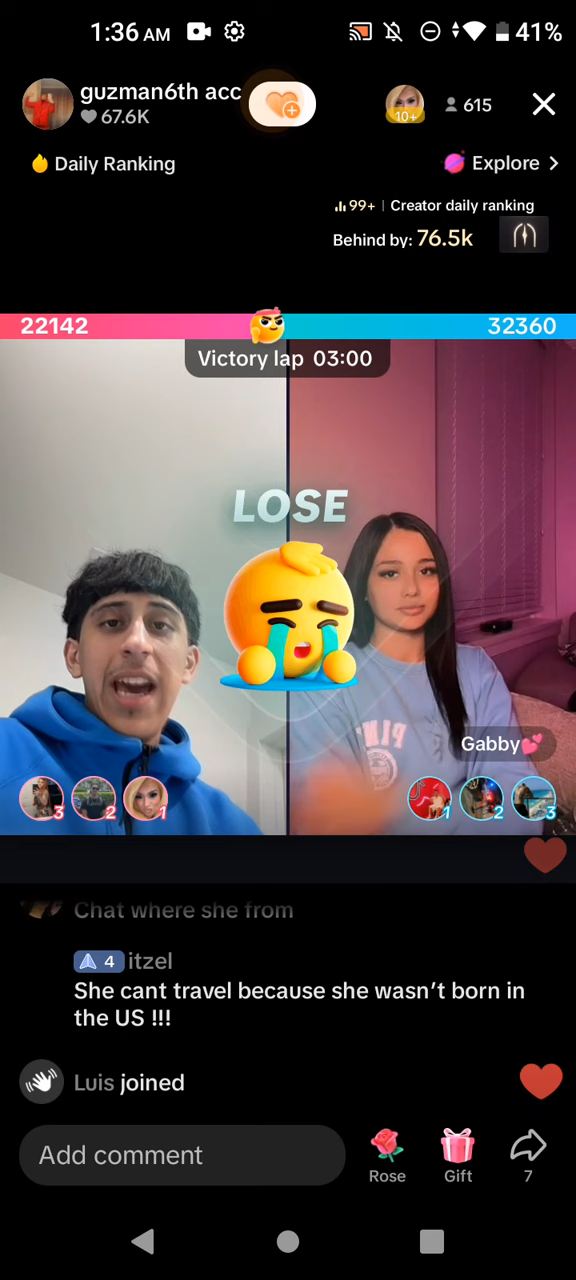 1:36 AM
41%
guzman6th acc
67.6K
10+
615
Daily Ranking
Explore >
99+ | Creator daily ranking
Behind by: 76.5k
22142
32360
Victory lap 03:00
LOSE
Gabby💕
3 2 1
1 2 3
Chat where she from
4 itzel
She cant travel because she wasn't born in
the US !!!
Luis joined
Add comment
Rose
Gift
7